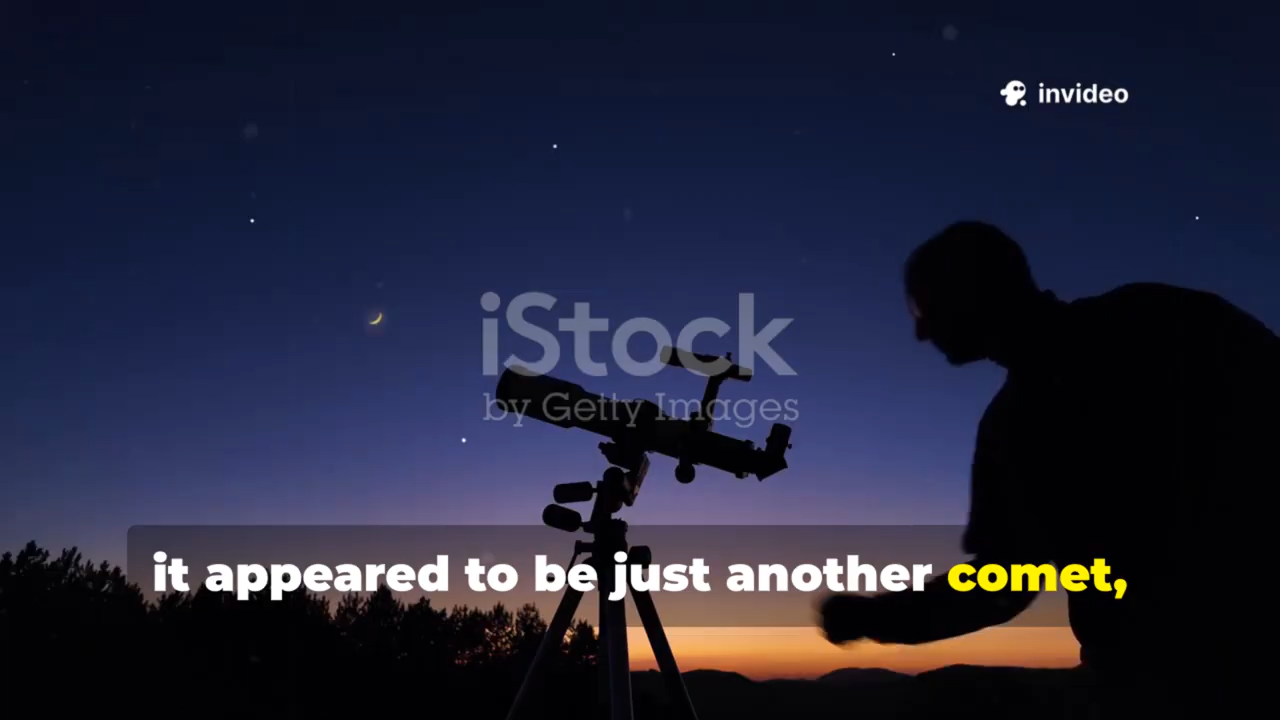 invideo
iStock
by Getty Images
it appeared to be just another comet,